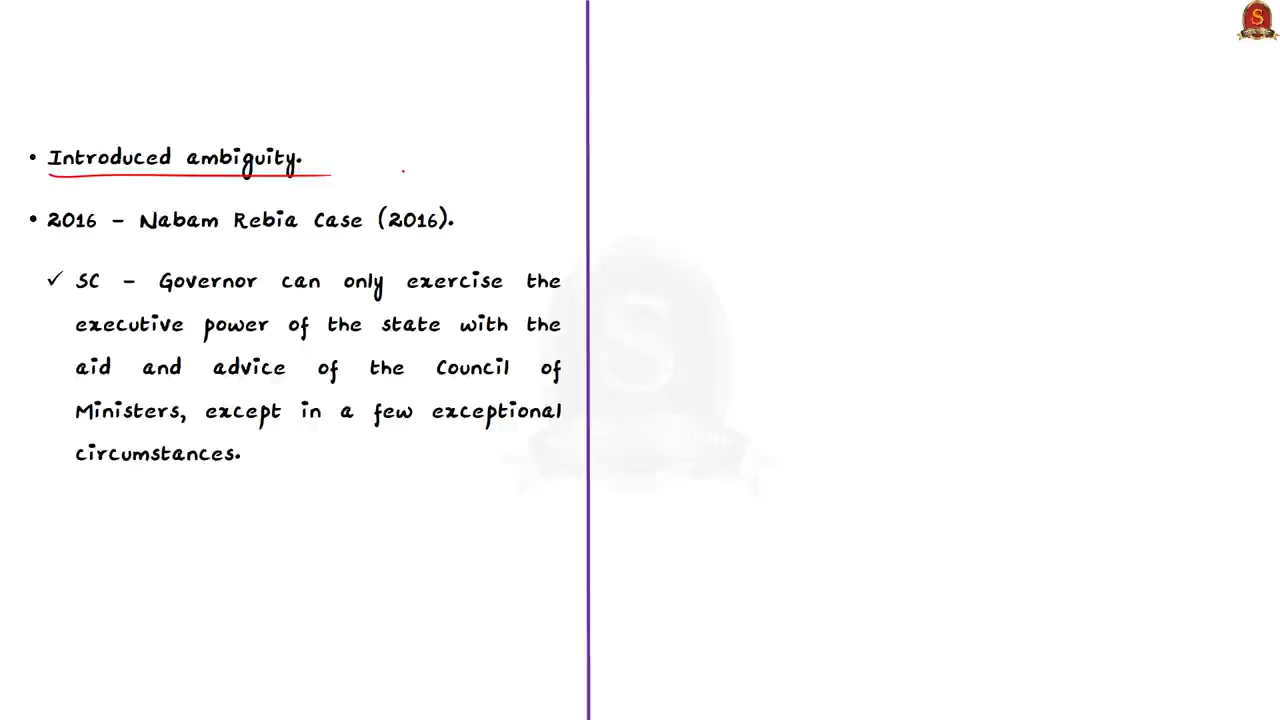 • Introduced ambiguity.
• 2016 - Nabam Rebia Case (2016).
✓ SC - Governor can only exercise the
executive power of the state with the
aid and advice of the Council of
Ministers, except in a few exceptional
circumstances.
S
S